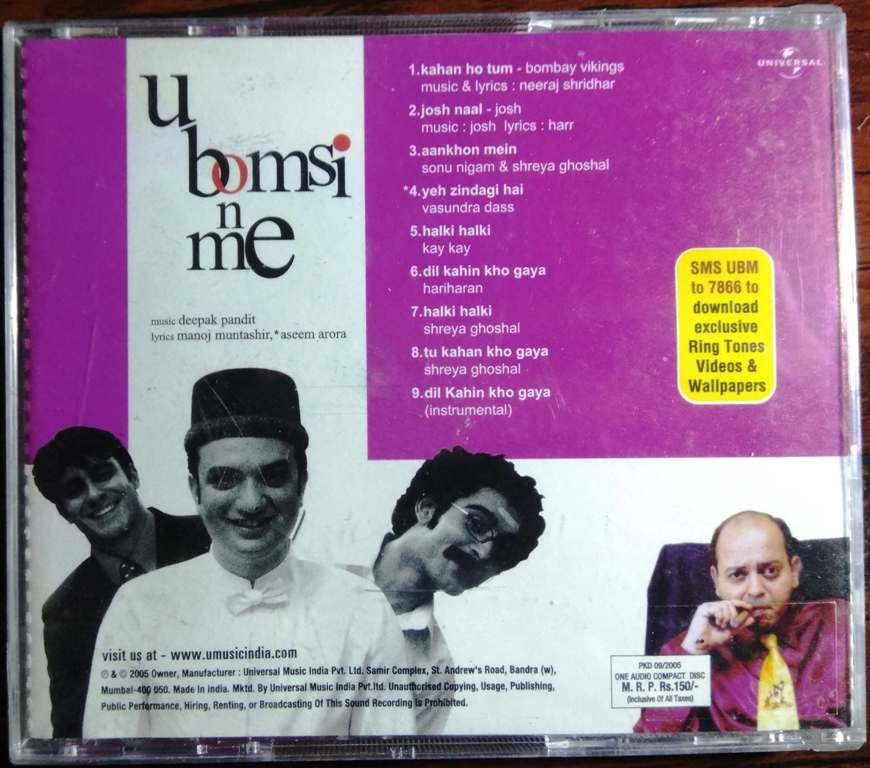 u
bomsi
n
me
music deepak pandit
lyrics manoj muntashir,*aseem arora
1.kahan ho tum - bombay vikings
music & lyrics : neeraj shridhar
2.josh naal - josh
music : josh lyrics : harr
3.aankhon mein
sonu nigam & shreya ghoshal
*4.yeh zindagi hai
vasundra dass
5.halki halki
kay kay
6.dil kahin kho gaya
hariharan
7.halki halki
shreya ghoshal
8.tu kahan kho gaya
shreya ghoshal
9.dil Kahin kho gaya
(instrumental)
UNIVERSAL
SMS UBM
to 7866 to
download
exclusive
Ring Tones
Videos &
Wallpapers
visit us at - www.umusicindia.com
℗ & © 2005 Owner, Manufacturer : Universal Music India Pvt. Ltd. Samir Complex, St. Andrew's Road, Bandra (w),
Mumbai-400 050. Made in India. Mktd. By Universal Music India Pvt.ltd. Unauthorised Copying, Usage, Publishing,
Public Performance, Hiring, Renting, or Broadcasting Of This Sound Recording is Prohibited.
PKD 09/2005
ONE AUDIO COMPACT DISC
M. R. P. Rs.150/-
(Inclusive Of All Taxes)